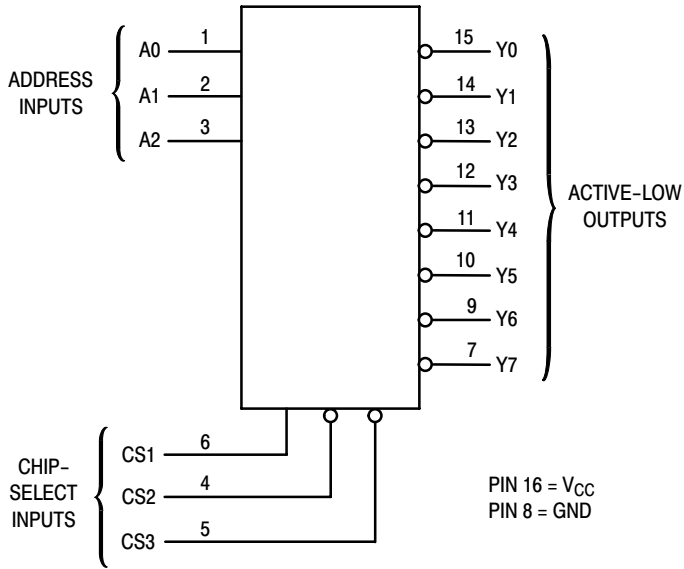 ADDRESS
INPUTS
A0
1
A1
2
A2
3
15
Y0
14
Y1
13
Y2
12
Y3
11
Y4
10
Y5
9
Y6
7
Y7
ACTIVE–LOW
OUTPUTS
CHIP–
SELECT
INPUTS
CS1
6
CS2
4
CS3
5
PIN 16 = VCC
PIN 8 = GND